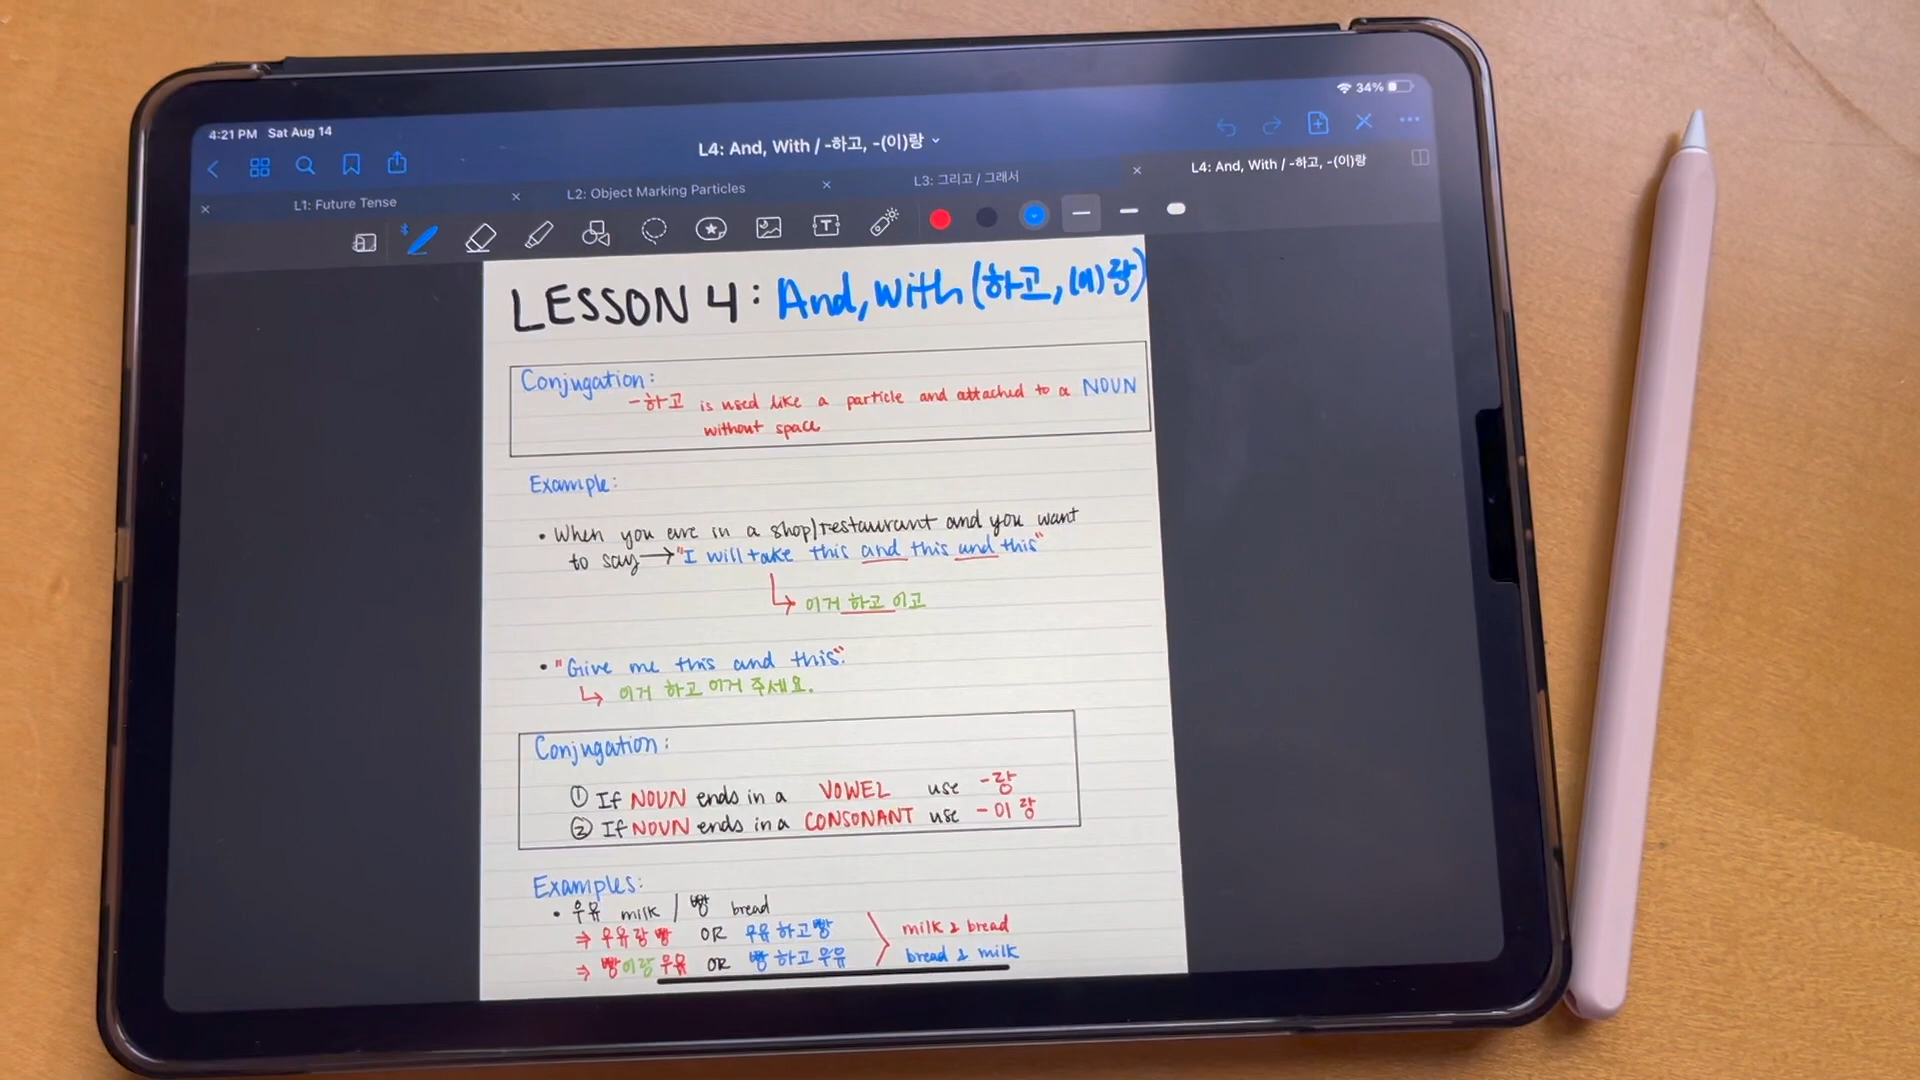 4:21 PM Sat Aug 14
34%
L4: And, With / -하고, -(이)랑
L1: Future Tense
L2: Object Marking Particles
L3: 그리고 / 그래서
L4: And, With / -하고, -(이)랑
LESSON 4: And, with (하고, (이)랑)
Conjugation:
-하고 is used like a particle and attached to a NOUN
without space
Example:
• When you are in a shop/restaurant and you want
to say → "I will take this and this and this"
이거 하고 이고
• "Give me this and this".
이거 하고 이거 주세요.
Conjugation:
① If NOUN ends in a VOWEL use -랑
② If NOUN ends in a CONSONANT use -이랑
Examples:
• 우유 milk / 빵 bread
⇒ 우유랑 빵 OR 우유하고빵 milk & bread
⇒ 빵이랑 우유 OR 빵하고우유 bread & milk